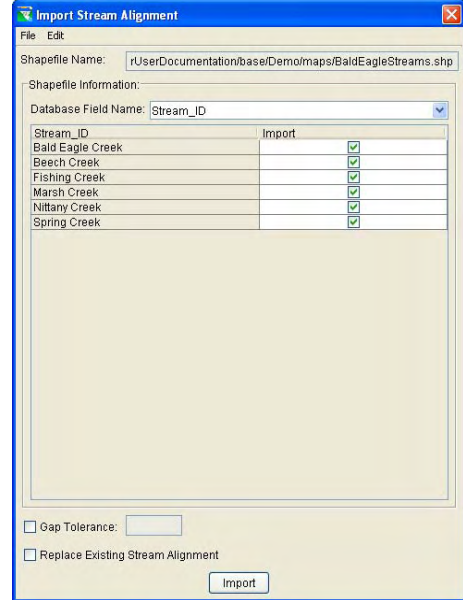 Import Stream Alignment
File Edit
Shapefile Name: rUserDocumentation/base/Demo/maps/BaldEagleStreams.shp
Shapefile Information:
Database Field Name: Stream_ID
Stream_ID Import
Bald Eagle Creek
Beech Creek
Fishing Creek
Marsh Creek
Nittany Creek
Spring Creek
Gap Tolerance:
Replace Existing Stream Alignment
Import